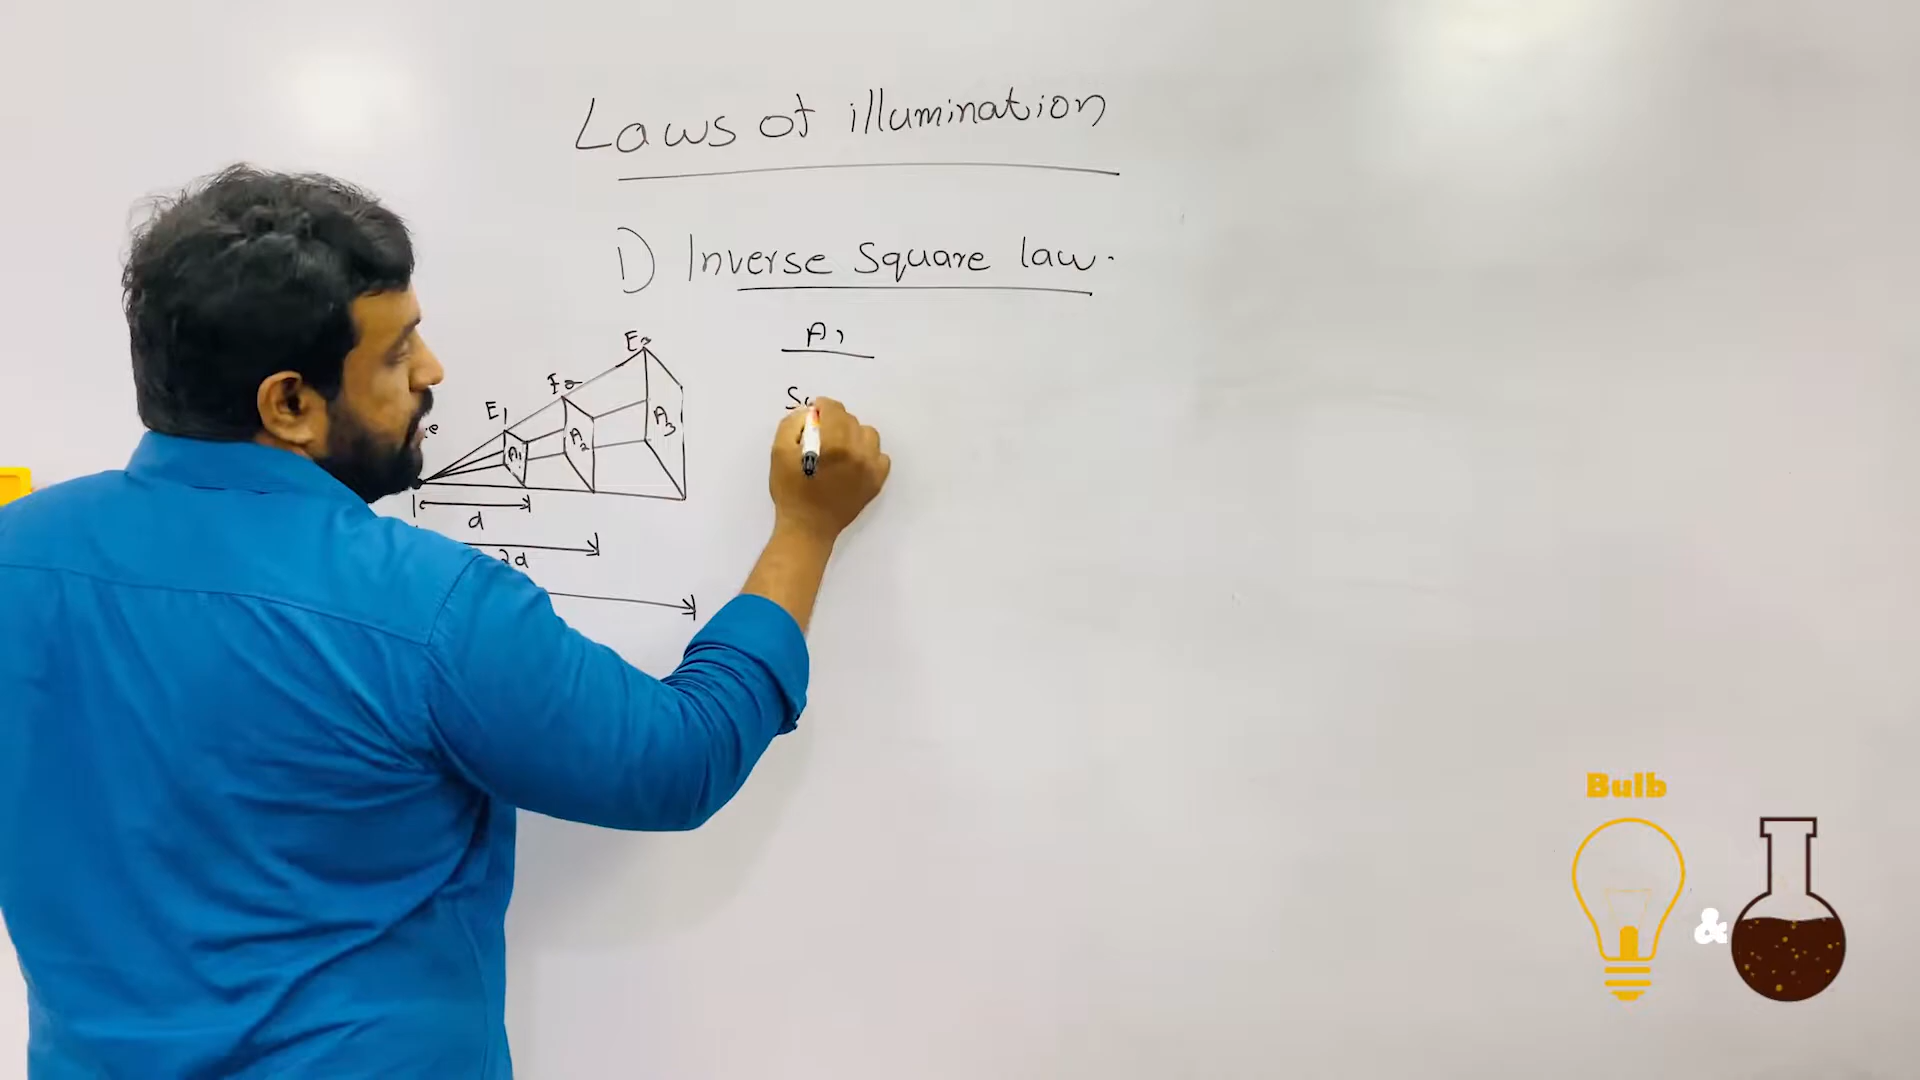 Laws of illumination
1) Inverse Square law.
A1
E3
E2
E1
A3
A2
A1
d
2d
Bulb
&